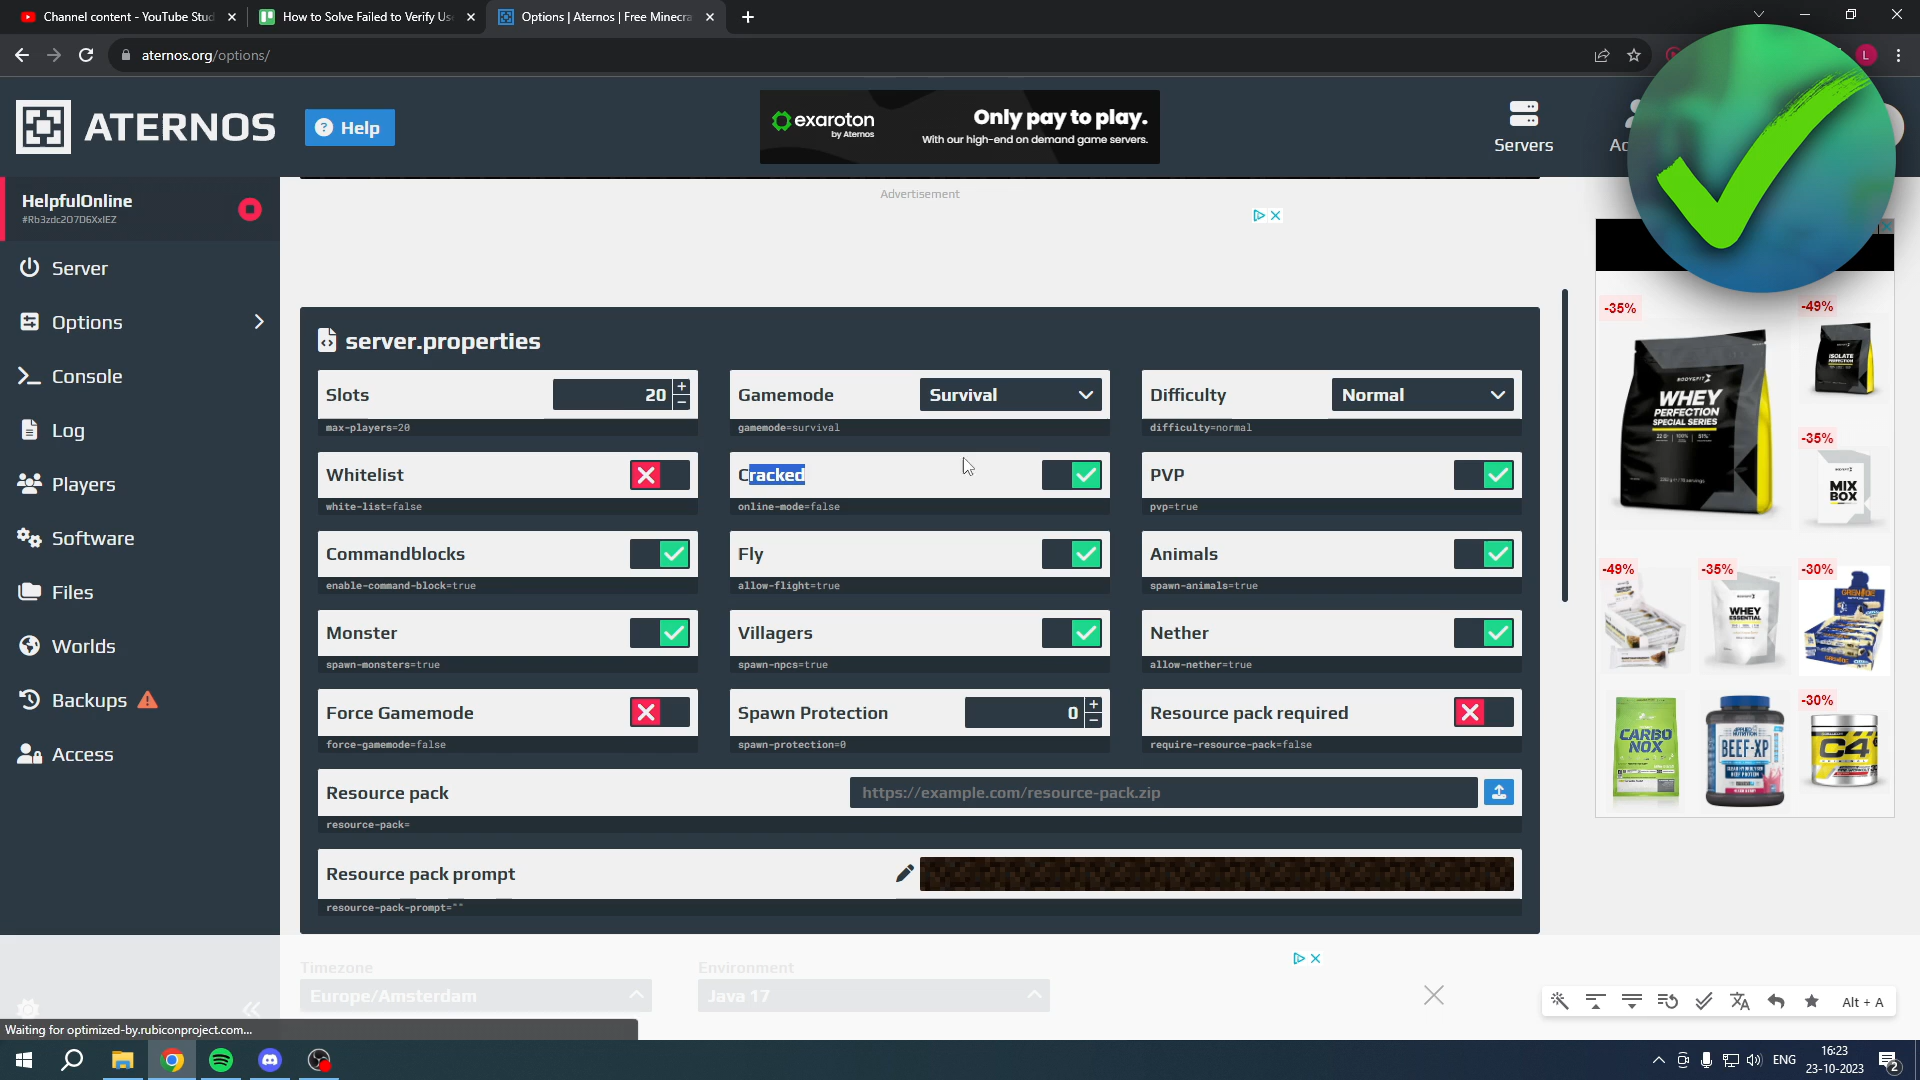 Channel content - YouTube Stud
How to Solve Failed to Verify Us
Options | Aternos | Free Minecra
aternos.org/options/
L
ATERNOS
Help
exaroton
by Aternos
Only pay to play.
With our high-end on demand game servers.
Servers
HelpfulOnline
Advertisement
Server
Options
Console
Log
Players
Software
Files
Worlds
Backups
Access
server.properties
Slots
20
max-players=20
Gamemode
Survival
gamemode=survival
Difficulty
Normal
difficulty=normal
Whitelist
white-list=false
Cracked
online-mode=false
PVP
pvp=true
Commandblocks
enable-command-block=true
Fly
allow-flight=true
Animals
spawn-animals=true
Monster
spawn-monsters=true
Villagers
spawn-npcs=true
Nether
allow-nether=true
Force Gamemode
force-gamemode=false
Spawn Protection
0
spawn-protection=0
Resource pack required
require-resource-pack=false
Resource pack
https://example.com/resource-pack.zip
resource-pack=
Resource pack prompt
resource-pack-prompt=""
Timezone
Europe/Amsterdam
Environment
Java 17
-35%
-49%
WHEY
PERFECTION
SPECIAL SERIES
ISOLATE
PERFECTION
-35%
MIX
BOX
-49%
-35%
-30%
WHEY
ESSENTIAL
GRENADE
-30%
CARBO
NOX
BEEF-XP
C4
Alt + A
Waiting for optimized-by.rubiconproject.com...
ENG
16:23
23-10-2023
2